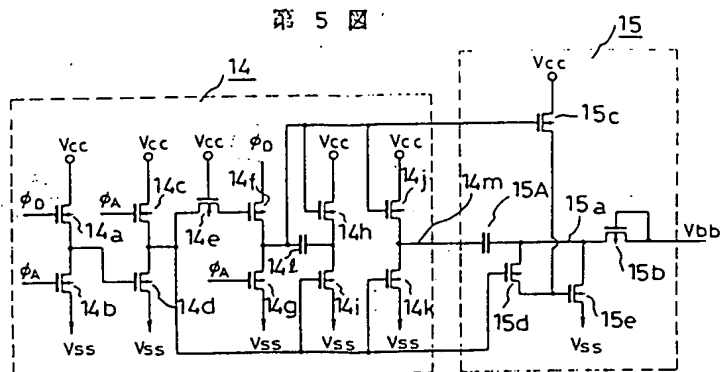 第 5 図
14
15
Vcc
Vcc
Vcc
Vcc
Vcc
Vcc
φD
φD
φA
φA
φA
14a
14b
14c
14d
14e
14f
14g
14h
14i
14j
14k
14l
14m
15A
15a
15b
15c
15d
15e
Vbb
Vss
Vss
Vss
Vss
Vss
Vss